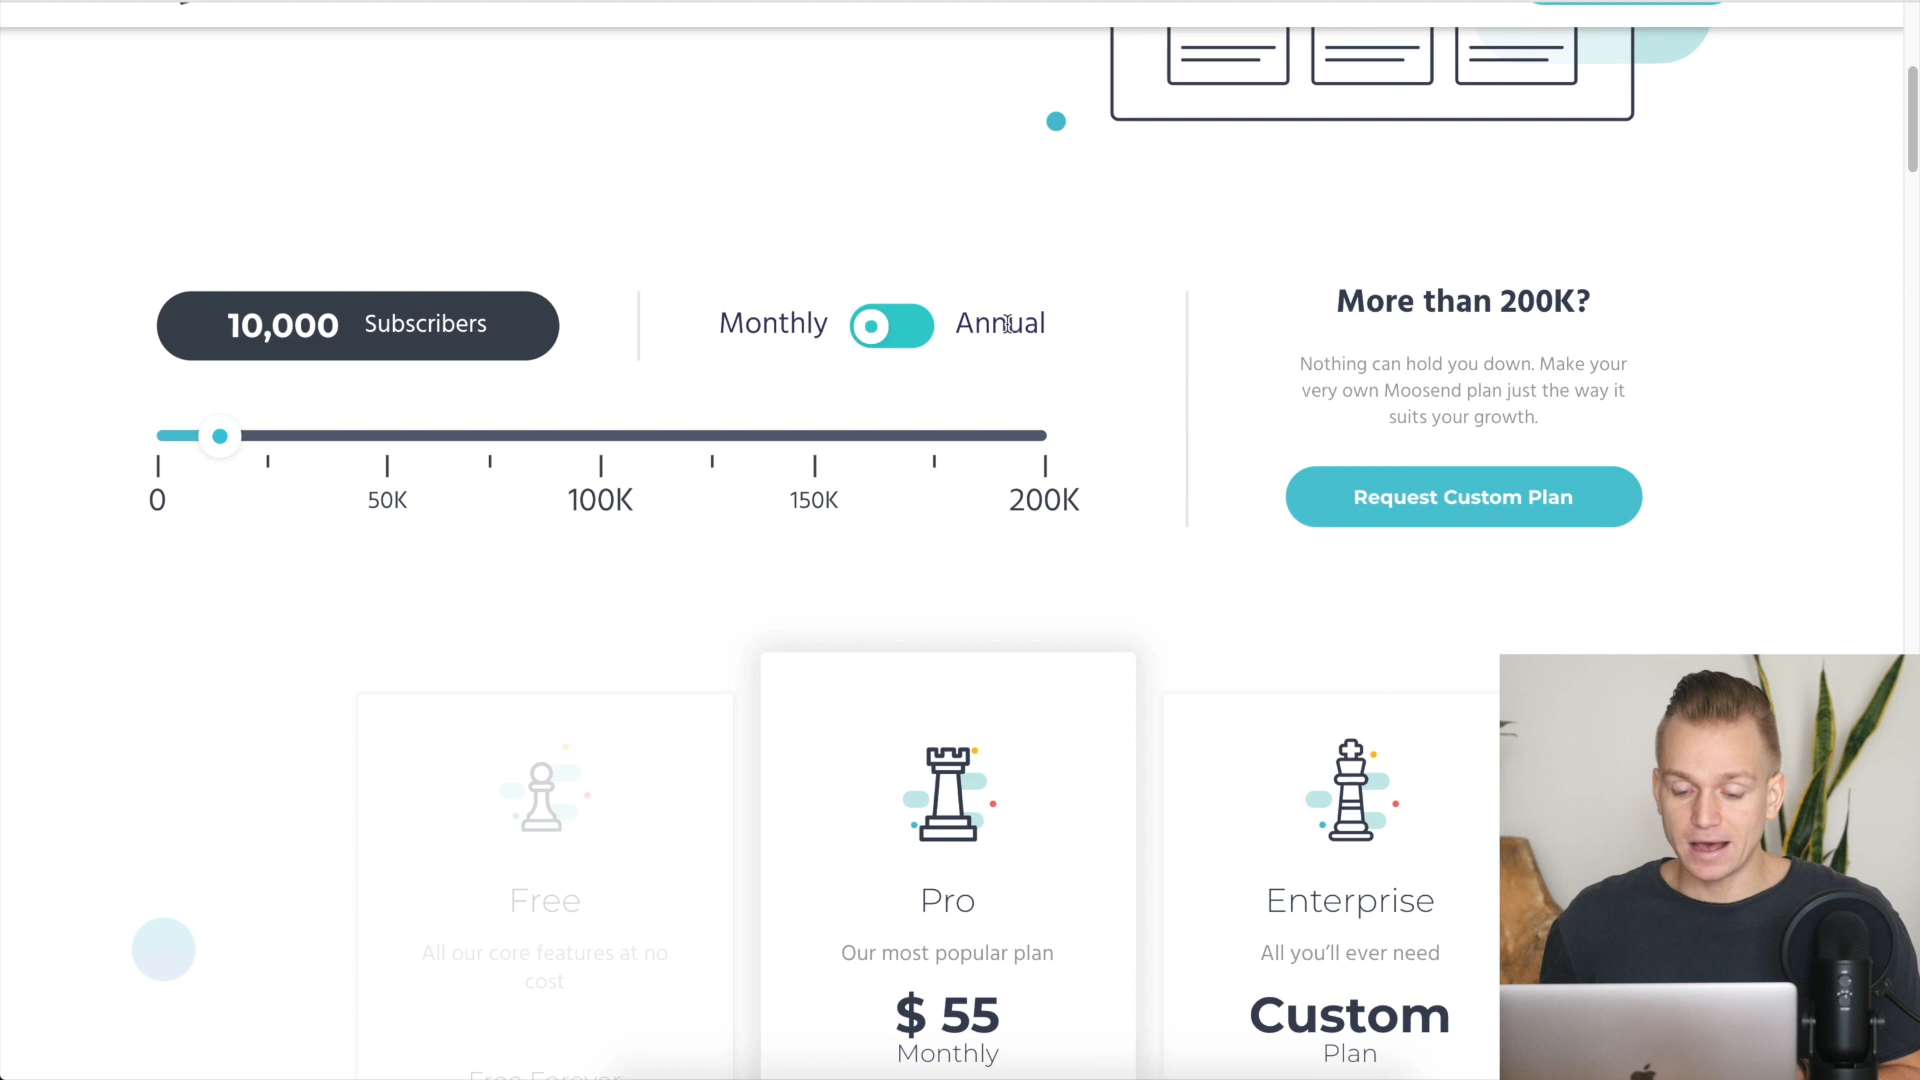 10,000 Subscribers
Monthly Annual
More than 200K?
Nothing can hold you down. Make your
very own Moosend plan just the way it
suits your growth.
0 50K 100K 150K 200K
Request Custom Plan
Free
All our core features at no
cost
Free Forever
Pro
Our most popular plan
$ 55
Monthly
Enterprise
All you’ll ever need
Custom
Plan